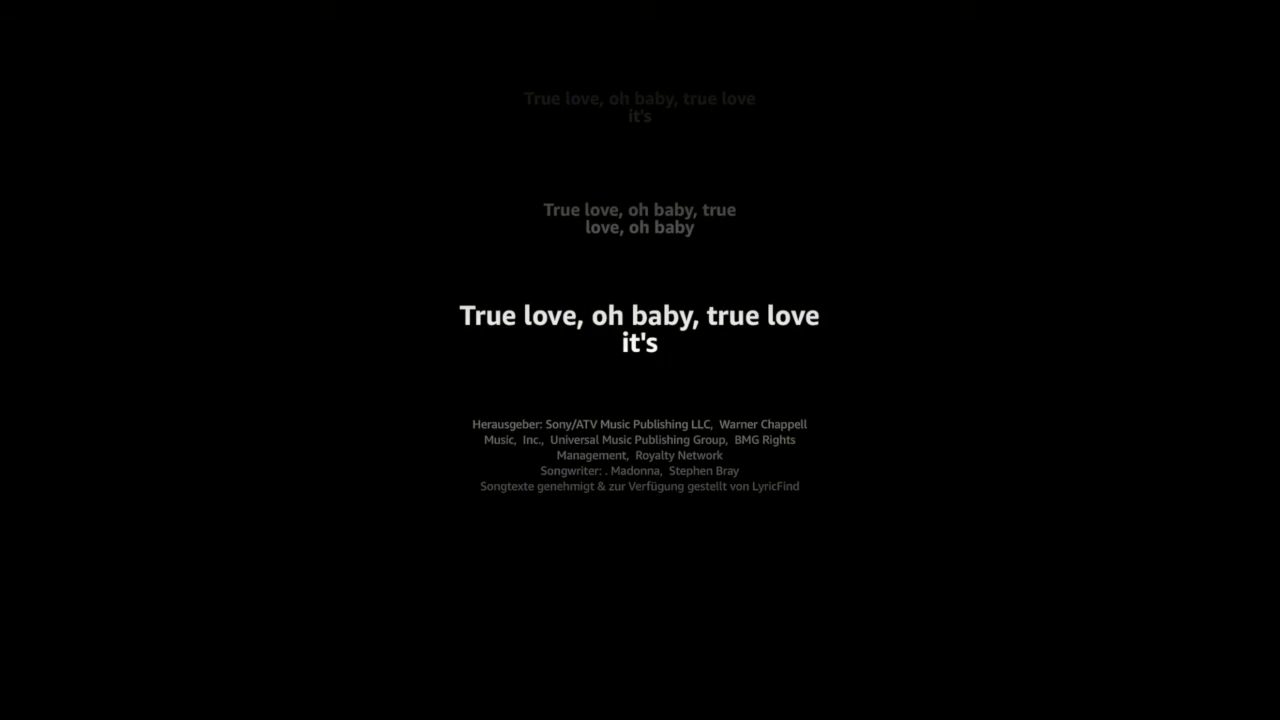 True love, oh baby, true love
it's
True love, oh baby, true
love, oh baby
True love, oh baby, true love
it's
Herausgeber: Sony/ATV Music Publishing LLC, Warner Chappell
Music, Inc., Universal Music Publishing Group, BMG Rights
Management, Royalty Network
Songwriter: . Madonna, Stephen Bray
Songtexte genehmigt & zur Verfügung gestellt von LyricFind